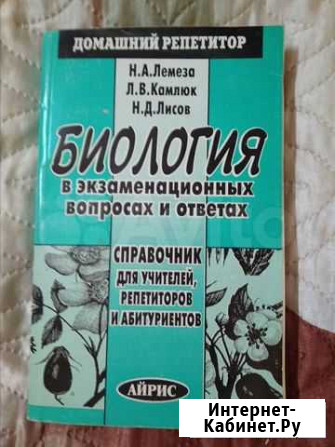 ДОМАШНИЙ РЕПЕТИТОР
Н.А.Лемеза
Л.В.Камлюк
Н.Д.Лисов
БИОЛОГИЯ
в экзаменационных
вопросах и ответах
СПРАВОЧНИК
ДЛЯ УЧИТЕЛЕЙ,
РЕПЕТИТОРОВ
И АБИТУРИЕНТОВ
АЙРИС
Интернет-
Кабинет.Ру